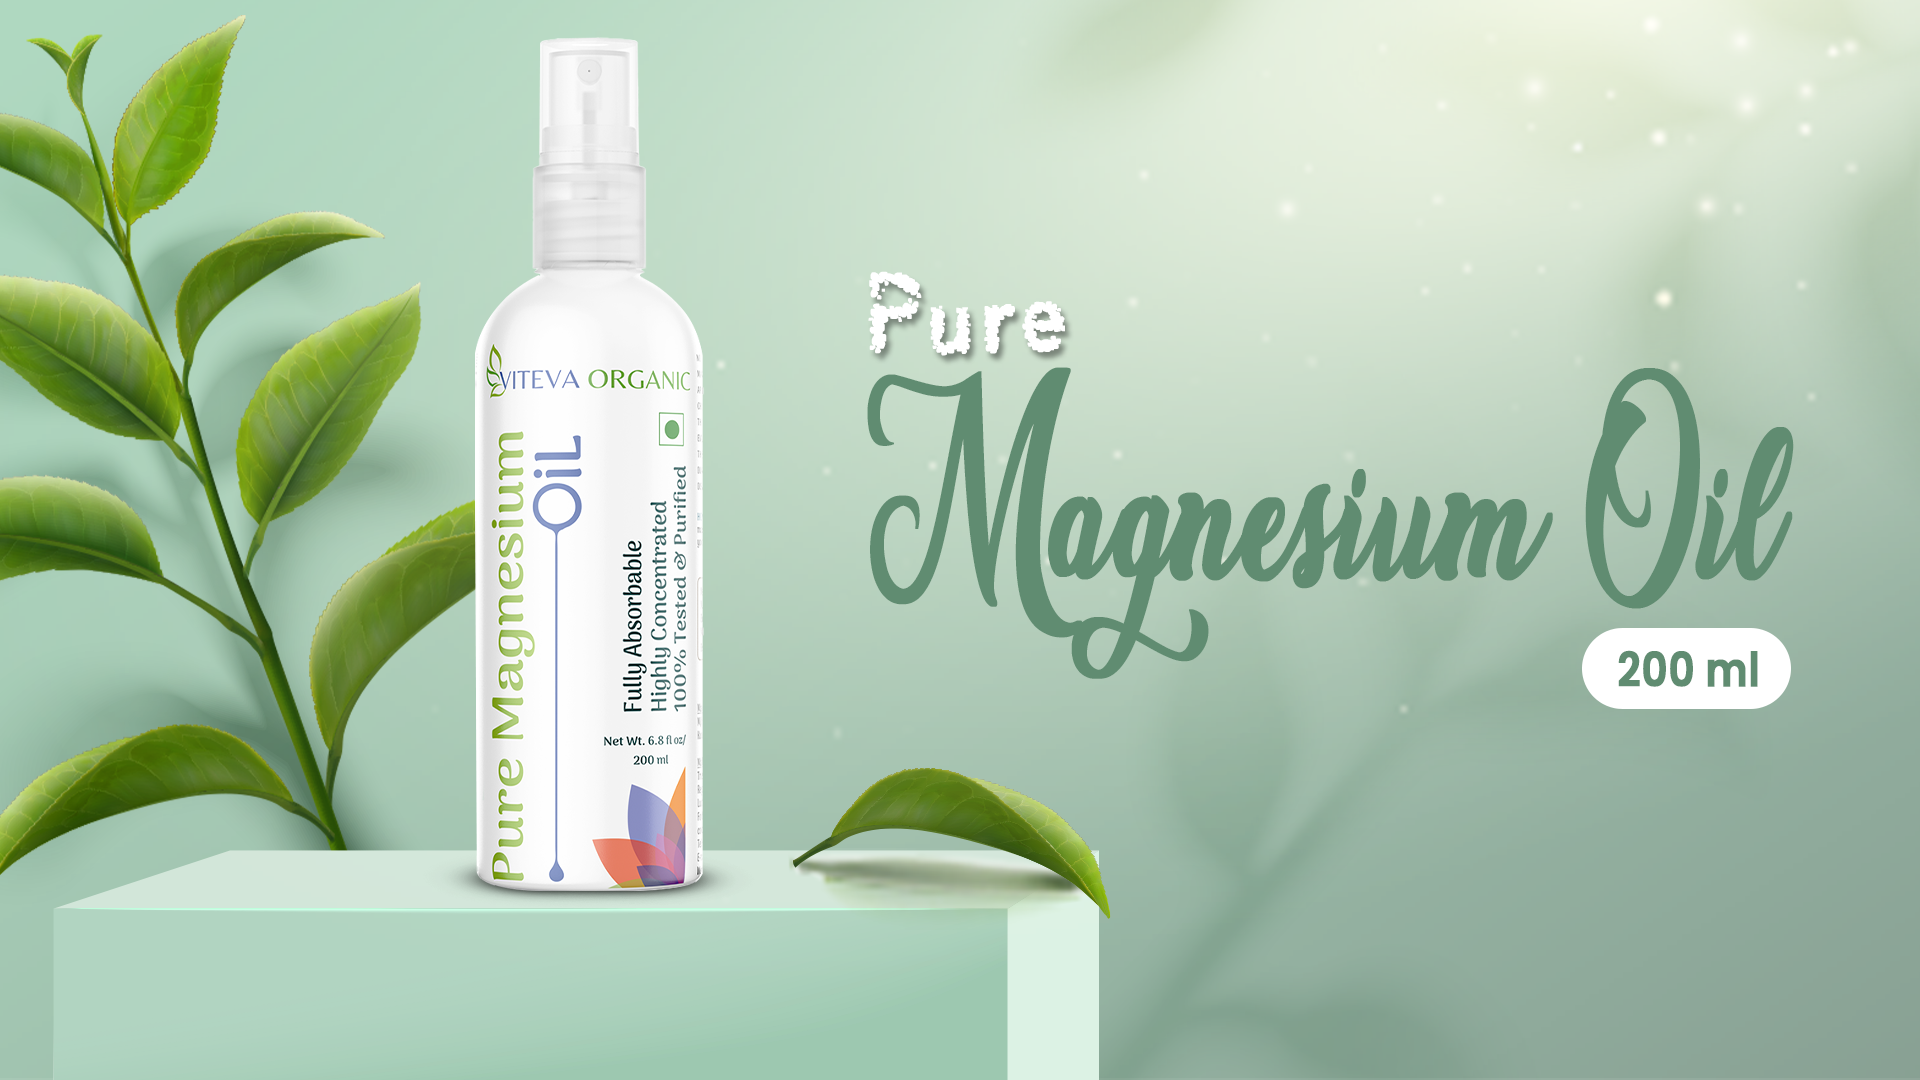 VITEVA ORGANIC
Pure Magnesium
OiL
Fully Absorbable
Highly Concentrated
100% Tested & Purified
Net Wt. 6.8 fl oz/
200 ml
Pure
Magnesium Oil
200 ml